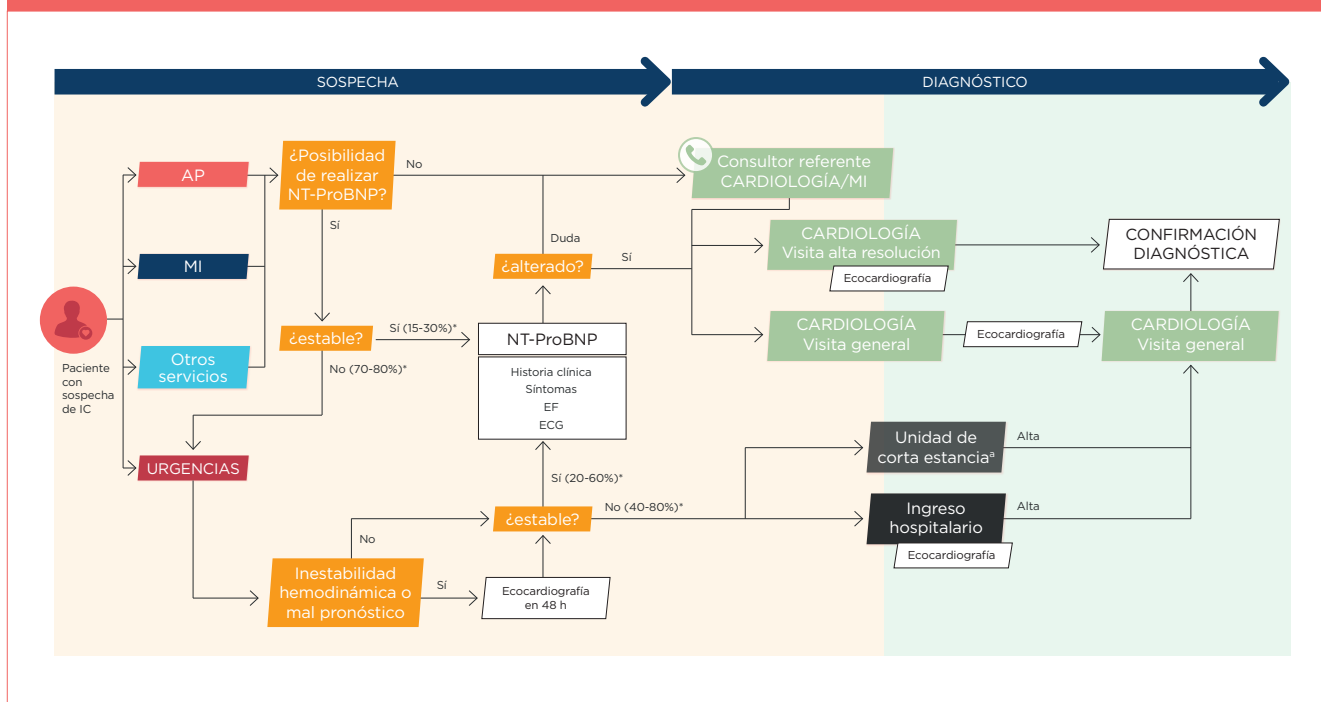 SOSPECHA
DIAGNÓSTICO
Paciente
con
sospecha
de IC
AP
MI
Otros
servicios
URGENCIAS
¿Posibilidad
de realizar
NT-ProBNP?
No
Sí
¿estable?
Sí (15-30%)*
No (70-80%)*
NT-ProBNP
Historia clínica
Síntomas
EF
ECG
¿alterado?
Duda
Sí
Consultor referente
CARDIOLOGÍA/MI
CARDIOLOGÍA
Visita alta resolución
Ecocardiografía
CONFIRMACIÓN
DIAGNÓSTICA
CARDIOLOGÍA
Visita general
Ecocardiografía
CARDIOLOGÍA
Visita general
Inestabilidad
hemodinámica o
mal pronóstico
No
Sí
Ecocardiografía
en 48 h
¿estable?
Sí (20-60%)*
No (40-80%)*
Unidad de
corta estanciaª
Alta
Ingreso
hospitalario
Ecocardiografía
Alta